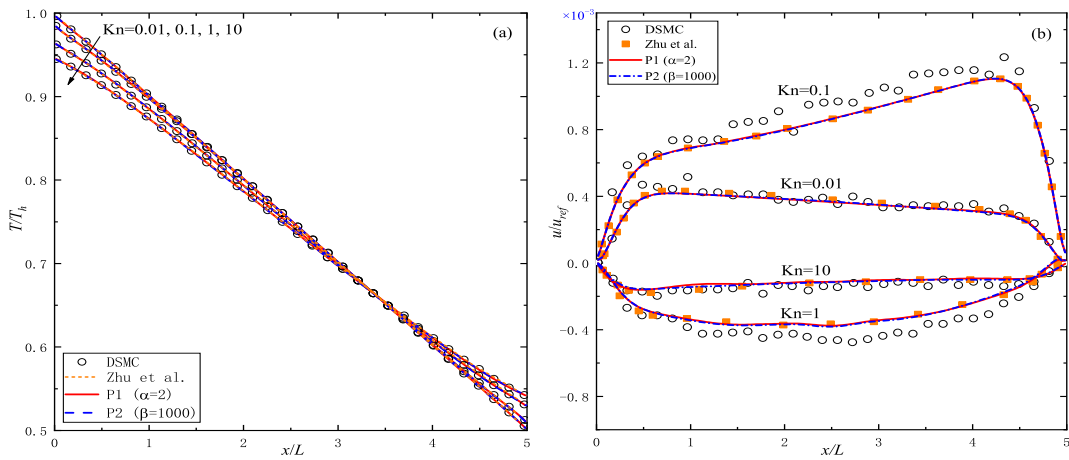 (a)
Kn=0.01, 0.1, 1, 10
1.0
0.9
0.8
0.7
0.6
0.5
T/T_h
DSMC
Zhu et al.
P1 (α=2)
P2 (β=1000)
0 1 2 3 4 5
x/L
×10⁻³
(b)
DSMC
Zhu et al.
P1 (α=2)
P2 (β=1000)
1.2
0.8
0.4
0.0
−0.4
−0.8
u/u_ref
Kn=0.1
Kn=0.01
Kn=10
Kn=1
0 1 2 3 4 5
x/L